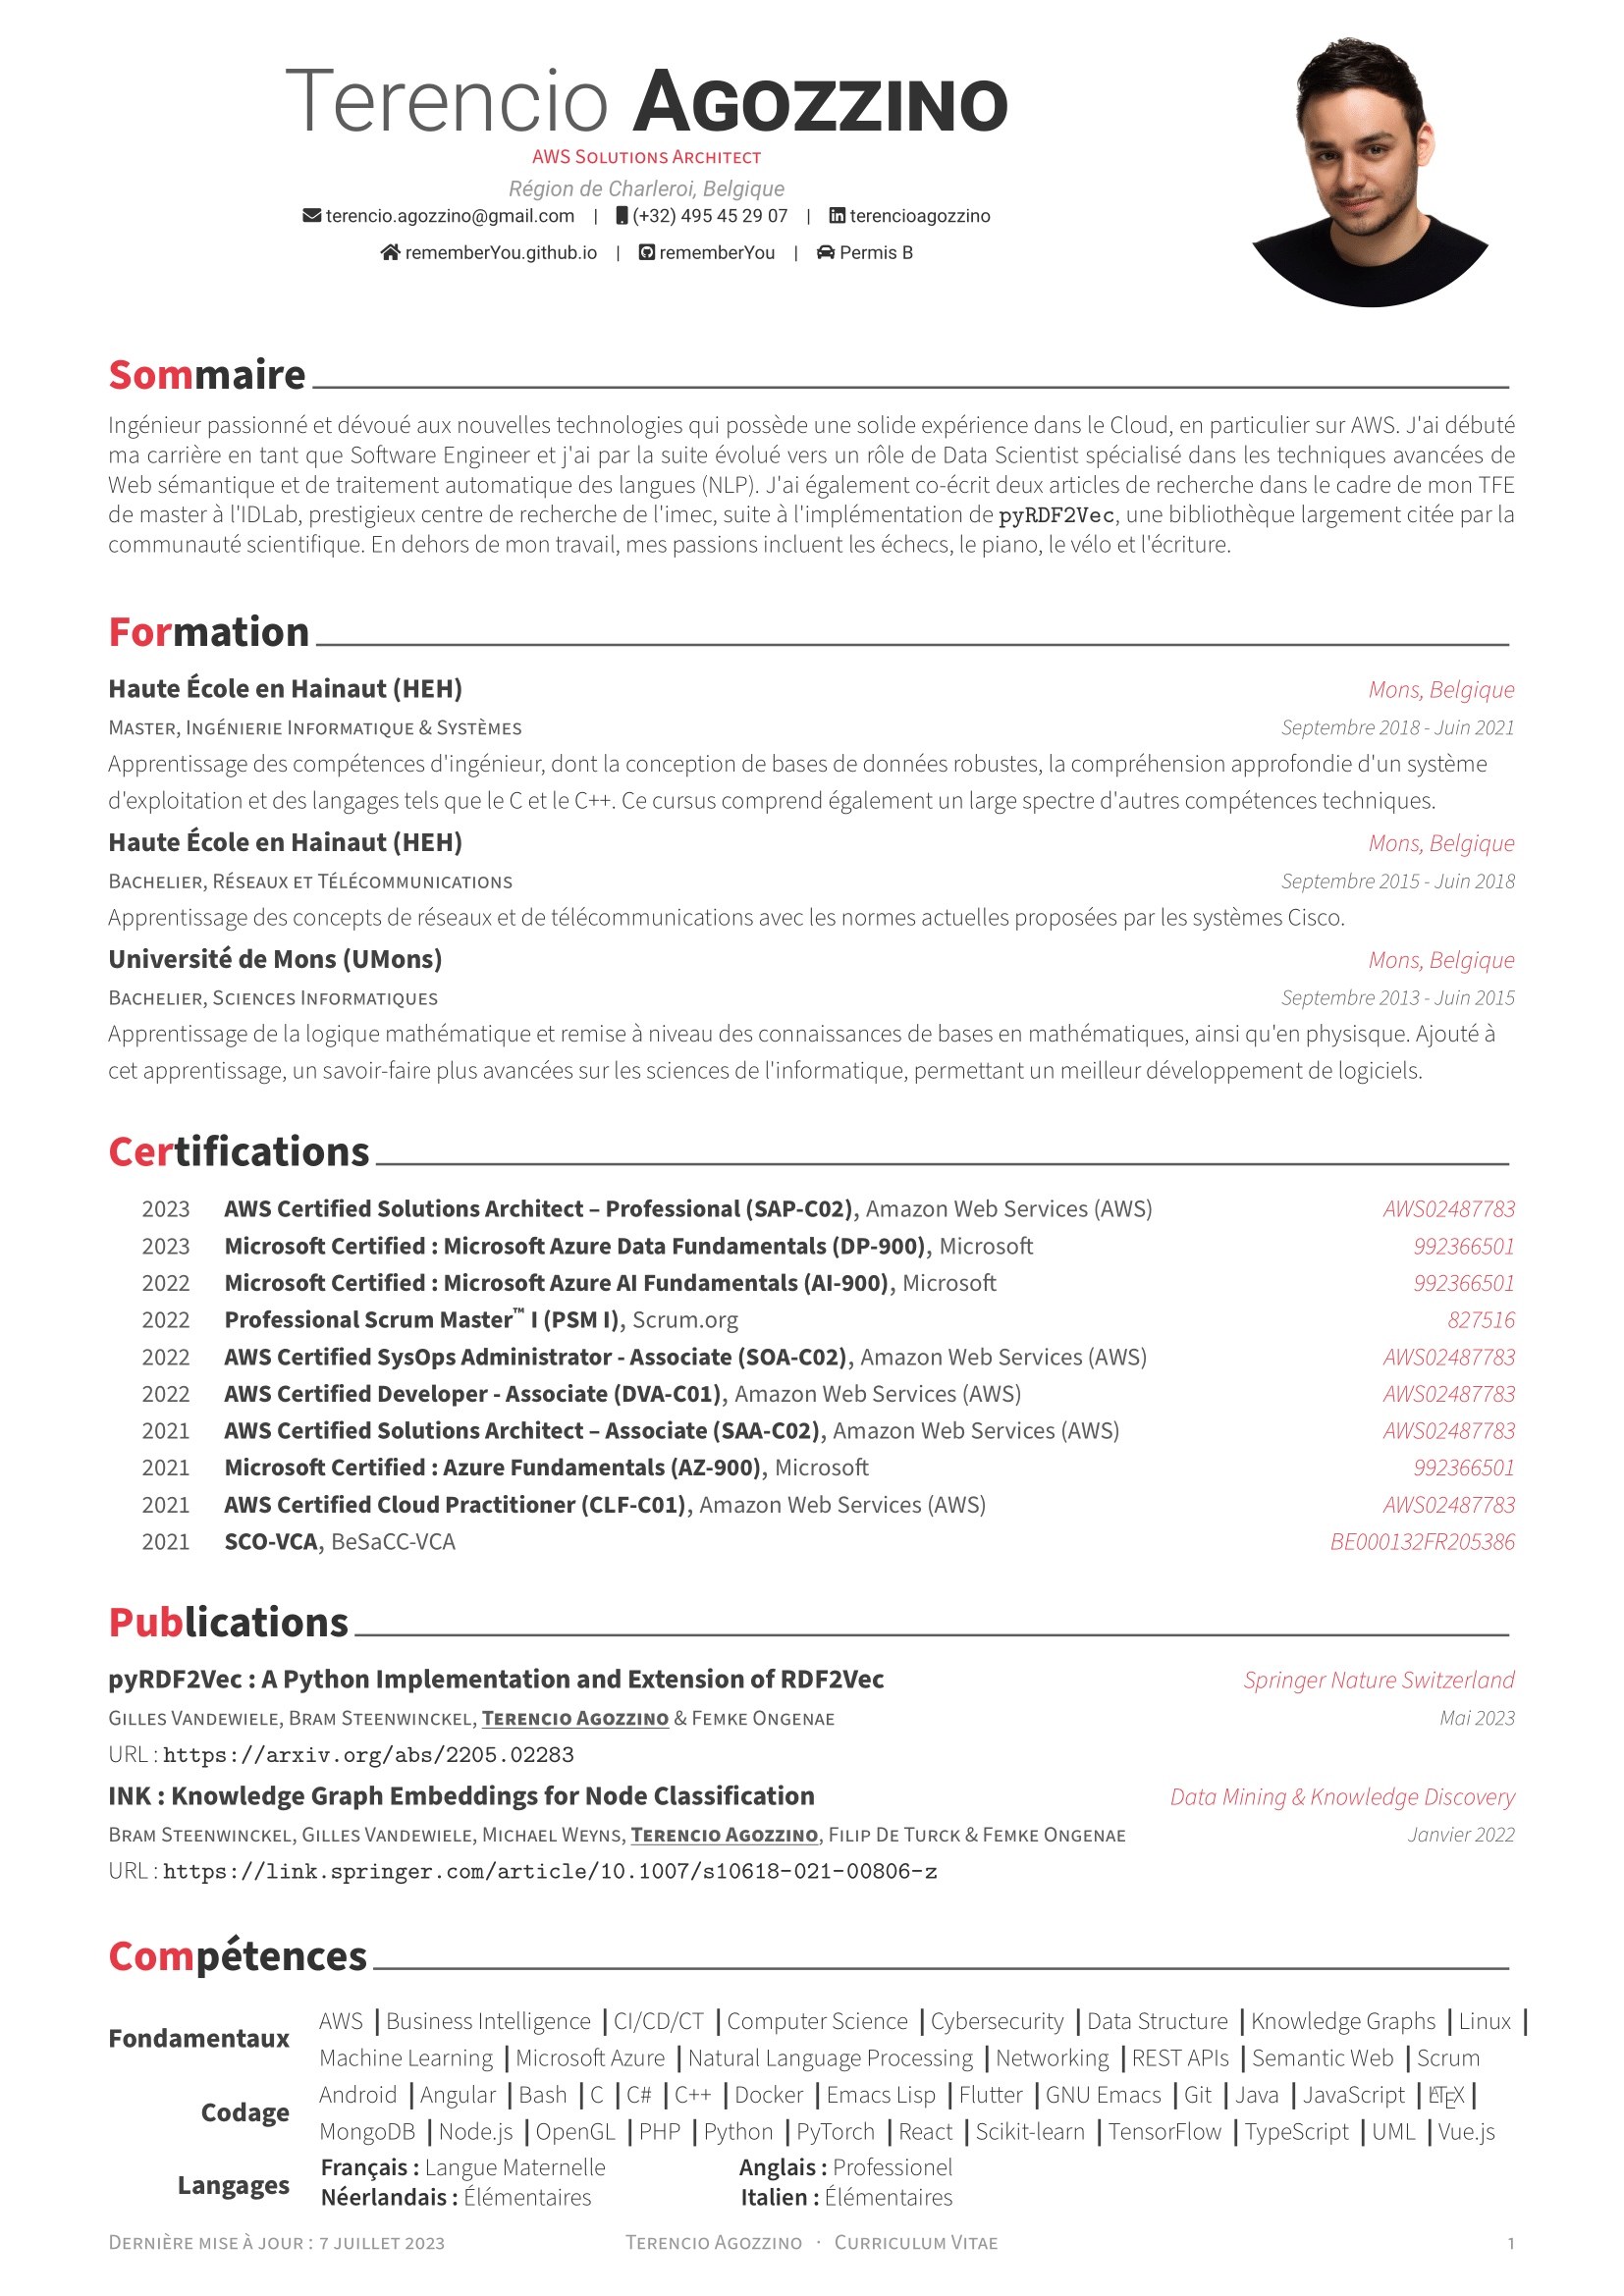 Terencio AGOZZINO
AWS SOLUTIONS ARCHITECT
Région de Charleroi, Belgique
terencio.agozzino@gmail.com | (+32) 495 45 29 07 | terencioagozzino
rememberYou.github.io | rememberYou | Permis B
Sommaire
Ingénieur passionné et dévoué aux nouvelles technologies qui possède une solide expérience dans le Cloud, en particulier sur AWS. J'ai débuté
ma carrière en tant que Software Engineer et j'ai par la suite évolué vers un rôle de Data Scientist spécialisé dans les techniques avancées de
Web sémantique et de traitement automatique des langues (NLP). J'ai également co-écrit deux articles de recherche dans le cadre de mon TFE
de master à l'IDLab, prestigieux centre de recherche de l'imec, suite à l'implémentation de pyRDF2Vec, une bibliothèque largement citée par la
communauté scientifique. En dehors de mon travail, mes passions incluent les échecs, le piano, le vélo et l'écriture.
Formation
Haute École en Hainaut (HEH) Mons, Belgique
MASTER, INGÉNIERIE INFORMATIQUE & SYSTÈMES Septembre 2018 - Juin 2021
Apprentissage des compétences d'ingénieur, dont la conception de bases de données robustes, la compréhension approfondie d'un système
d'exploitation et des langages tels que le C et le C++. Ce cursus comprend également un large spectre d'autres compétences techniques.
Haute École en Hainaut (HEH) Mons, Belgique
BACHELIER, RÉSEAUX ET TÉLÉCOMMUNICATIONS Septembre 2015 - Juin 2018
Apprentissage des concepts de réseaux et de télécommunications avec les normes actuelles proposées par les systèmes Cisco.
Université de Mons (UMons) Mons, Belgique
BACHELIER, SCIENCES INFORMATIQUES Septembre 2013 - Juin 2015
Apprentissage de la logique mathématique et remise à niveau des connaissances de bases en mathématiques, ainsi qu'en physisque. Ajouté à
cet apprentissage, un savoir-faire plus avancées sur les sciences de l'informatique, permettant un meilleur développement de logiciels.
Certifications
2023 AWS Certified Solutions Architect – Professional (SAP-C02), Amazon Web Services (AWS) AWS02487783
2023 Microsoft Certified : Microsoft Azure Data Fundamentals (DP-900), Microsoft 992366501
2022 Microsoft Certified : Microsoft Azure AI Fundamentals (AI-900), Microsoft 992366501
2022 Professional Scrum Master™ I (PSM I), Scrum.org 827516
2022 AWS Certified SysOps Administrator - Associate (SOA-C02), Amazon Web Services (AWS) AWS02487783
2022 AWS Certified Developer - Associate (DVA-C01), Amazon Web Services (AWS) AWS02487783
2021 AWS Certified Solutions Architect – Associate (SAA-C02), Amazon Web Services (AWS) AWS02487783
2021 Microsoft Certified : Azure Fundamentals (AZ-900), Microsoft 992366501
2021 AWS Certified Cloud Practitioner (CLF-C01), Amazon Web Services (AWS) AWS02487783
2021 SCO-VCA, BeSaCC-VCA BE000132FR205386
Publications
pyRDF2Vec : A Python Implementation and Extension of RDF2Vec Springer Nature Switzerland
GILLES VANDEWIELE, BRAM STEENWINCKEL, TERENCIO AGOZZINO & FEMKE ONGENAE Mai 2023
URL : https://arxiv.org/abs/2205.02283
INK : Knowledge Graph Embeddings for Node Classification Data Mining & Knowledge Discovery
BRAM STEENWINCKEL, GILLES VANDEWIELE, MICHAEL WEYNS, TERENCIO AGOZZINO, FILIP DE TURCK & FEMKE ONGENAE Janvier 2022
URL : https://link.springer.com/article/10.1007/s10618-021-00806-z
Compétences
Fondamentaux AWS | Business Intelligence | CI/CD/CT | Computer Science | Cybersecurity | Data Structure | Knowledge Graphs | Linux |
Machine Learning | Microsoft Azure | Natural Language Processing | Networking | REST APIs | Semantic Web | Scrum
Codage Android | Angular | Bash | C | C# | C++ | Docker | Emacs Lisp | Flutter | GNU Emacs | Git | Java | JavaScript | LATEX |
MongoDB | Node.js | OpenGL | PHP | Python | PyTorch | React | Scikit-learn | TensorFlow | TypeScript | UML | Vue.js
Langages Français : Langue Maternelle Anglais : Professionel
Néerlandais : Élémentaires Italien : Élémentaires
DERNIÈRE MISE À JOUR : 7 JUILLET 2023 TERENCIO AGOZZINO · CURRICULUM VITAE 1